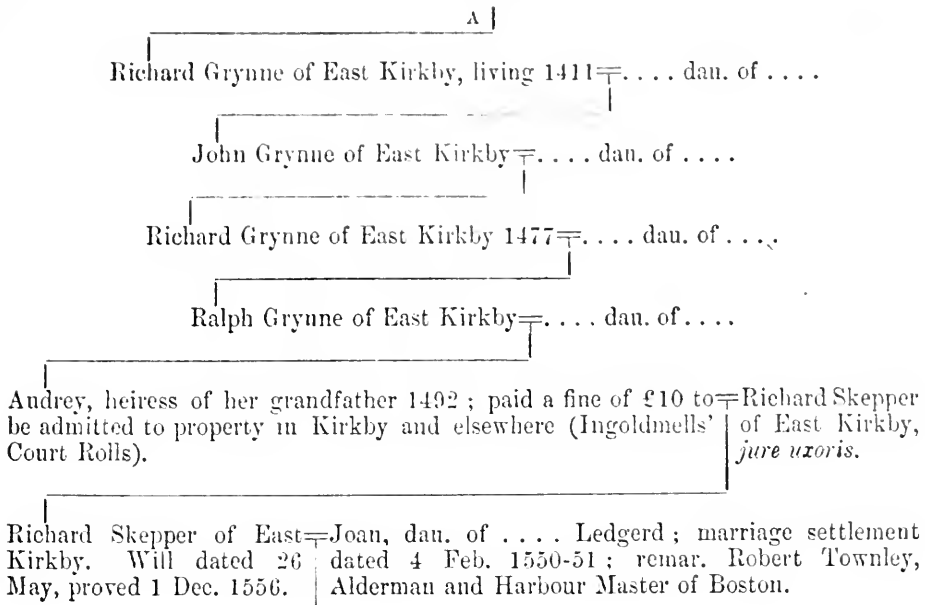 A
Richard Grynne of East Kirkby, living 1411=. . . . dau. of . . . .
John Grynne of East Kirkby=. . . . dau. of . . . .
Richard Grynne of East Kirkby 1477=. . . . dau. of . . . .
Ralph Grynne of East Kirkby=. . . . dau. of . . . .
Audrey, heiress of her grandfather 1492 ; paid a fine of £10 to=Richard Skepper
be admitted to property in Kirkby and elsewhere (Ingoldmells' of East Kirkby,
Court Rolls). jure uxoris.
Richard Skepper of East=Joan, dau. of . . . . Ledgerd ; marriage settlement
Kirkby. Will dated 26 dated 4 Feb. 1550-51 ; remar. Robert Townley,
May, proved 1 Dec. 1556. Alderman and Harbour Master of Boston.